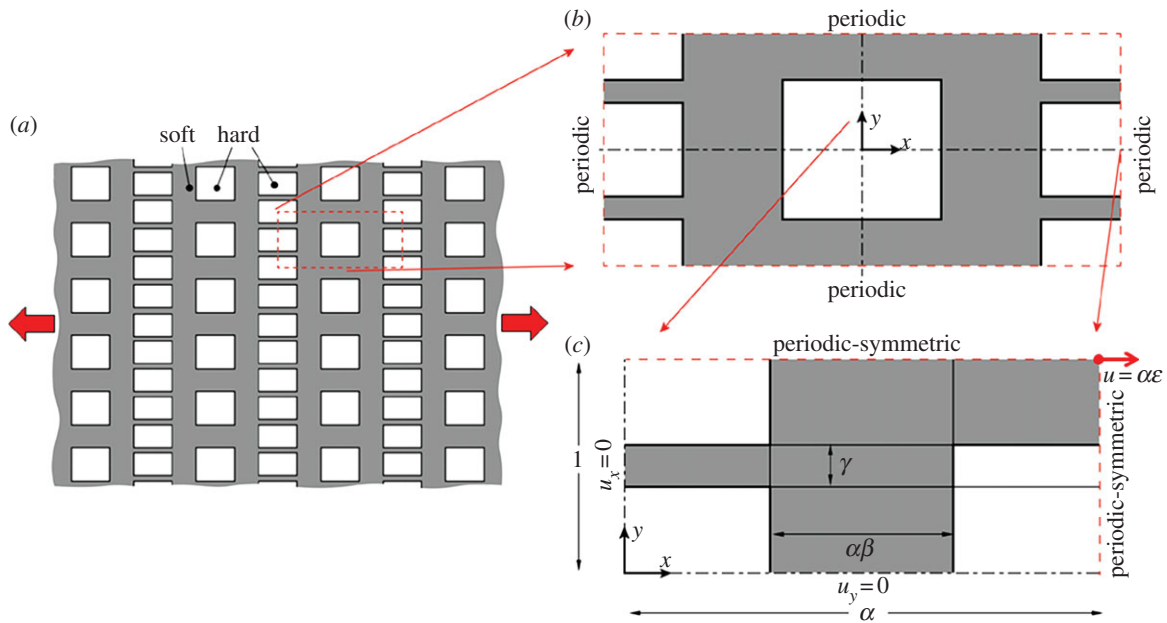 (a)
soft
hard
(b)
periodic
periodic
y
x
periodic
periodic
(c)
periodic-symmetric
u = αε
1
u_x = 0
γ
αβ
y
x
u_y = 0
α
periodic-symmetric